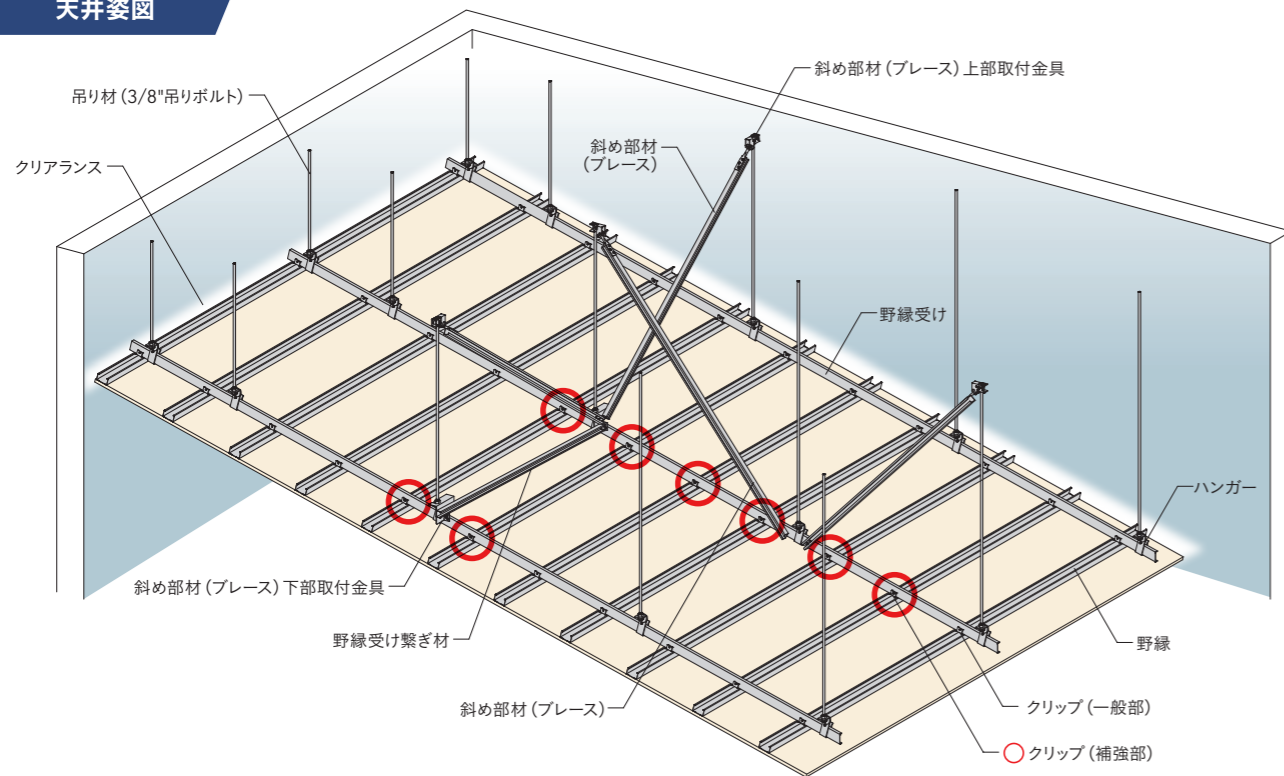 天井姿図
斜め部材(ブレース)上部取付金具
吊り材(3/8"吊りボルト)
斜め部材
(ブレース)
クリアランス
野縁受け
ハンガー
斜め部材(ブレース)下部取付金具
野縁受け繋ぎ材
野縁
斜め部材(ブレース)
クリップ(一般部)
クリップ(補強部)